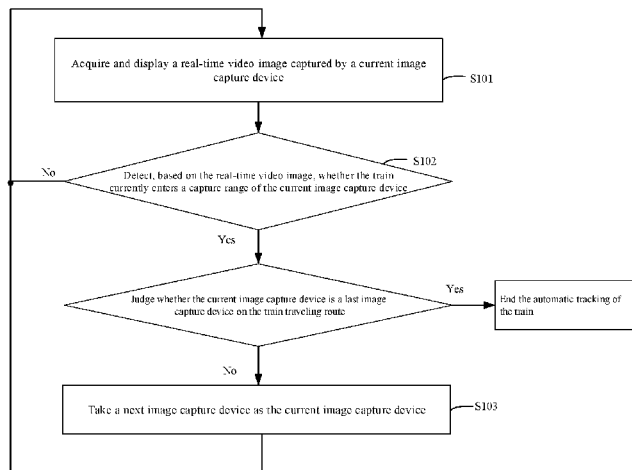 Acquire and display a real-time video image captured by a current image
capture device
S101
S102
No
Detect, based on the real-time video image, whether the train
currently enters a capture range of the current image capture device
Yes
Judge whether the current image capture device is a last image
capture device on the train traveling route
Yes
End the automatic tracking of
the train
No
Take a next image capture device as the current image capture device
S103